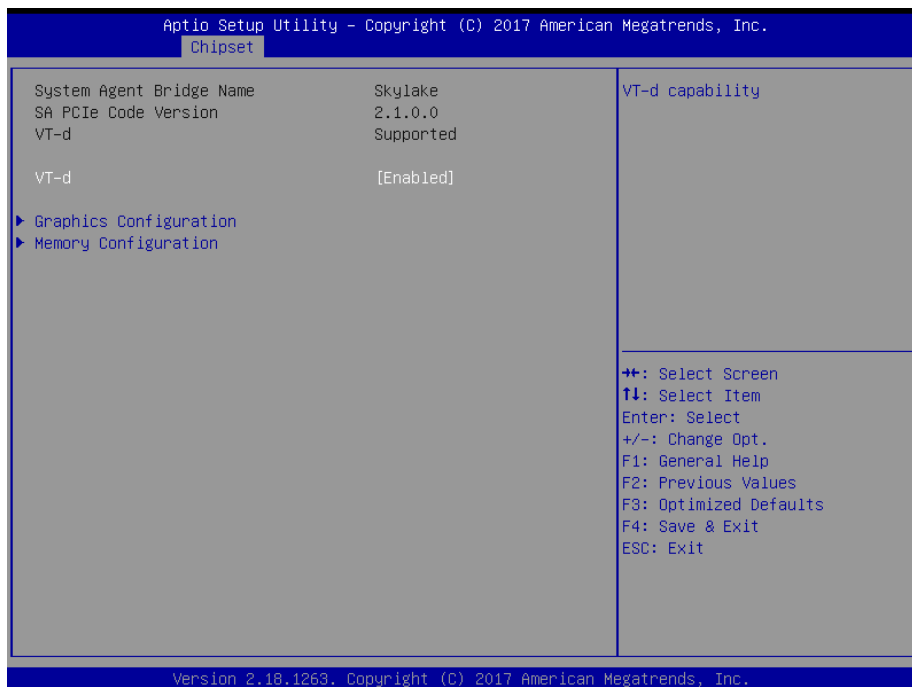 Aptio Setup Utility – Copyright (C) 2017 American Megatrends, Inc.
Chipset
System Agent Bridge Name Skylake
SA PCIe Code Version 2.1.0.0
VT-d Supported
VT-d [Enabled]
Graphics Configuration
Memory Configuration
VT-d capability
→←: Select Screen
↑↓: Select Item
Enter: Select
+/-: Change Opt.
F1: General Help
F2: Previous Values
F3: Optimized Defaults
F4: Save & Exit
ESC: Exit
Version 2.18.1263. Copyright (C) 2017 American Megatrends, Inc.